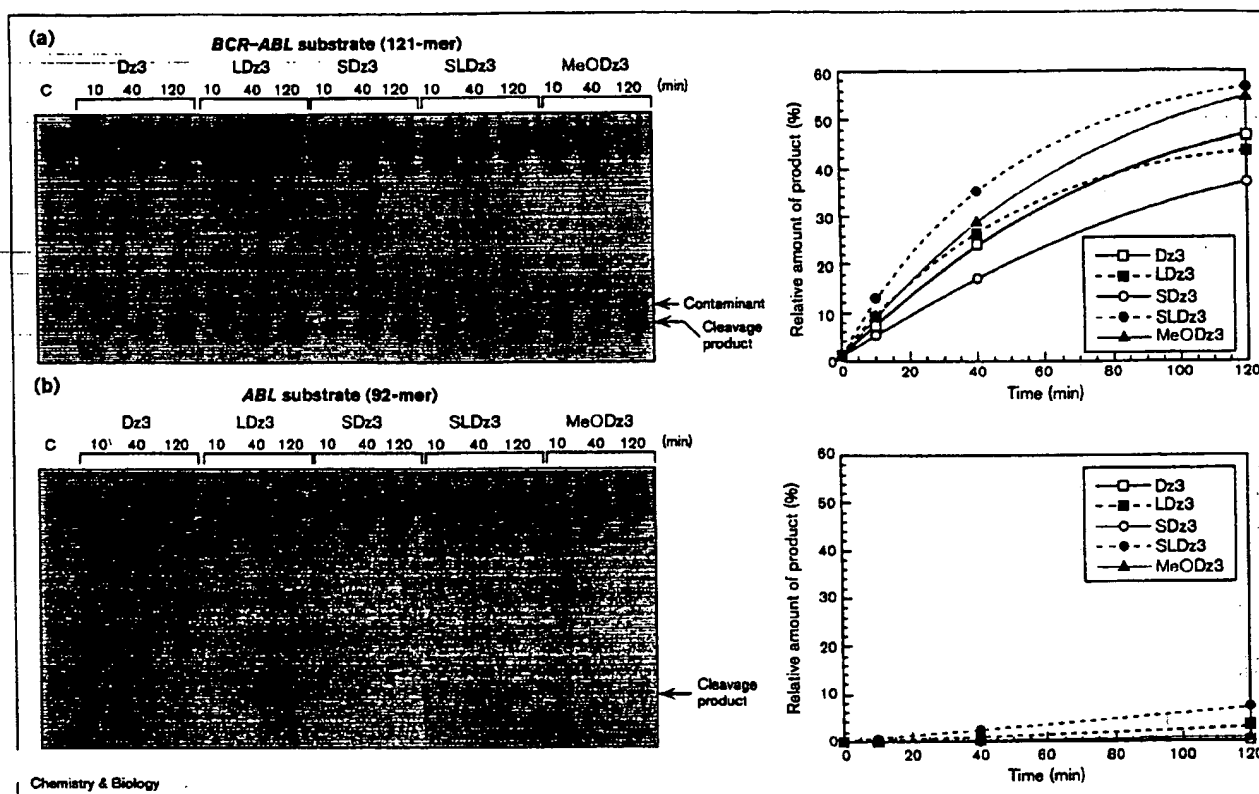 (a)
BCR–ABL substrate (121-mer)
Dz3 LDz3 SDz3 SLDz3 MeODz3
C 10 40 120 10 40 120 10 40 120 10 40 120 10 40 120 (min)
Contaminant
Cleavage
product
60
50
40
30
20
10
0
Relative amount of product (%)
Dz3
LDz3
SDz3
SLDz3
MeODz3
0 20 40 60 80 100 120
Time (min)
(b)
ABL substrate (92-mer)
Dz3 LDz3 SDz3 SLDz3 MeODz3
C 10 40 120 10 40 120 10 40 120 10 40 120 10 40 120 (min)
Cleavage
product
60
50
40
30
20
10
0
Relative amount of product (%)
Dz3
LDz3
SDz3
SLDz3
MeODz3
0 20 40 60 80 100 120
Time (min)
Chemistry & Biology